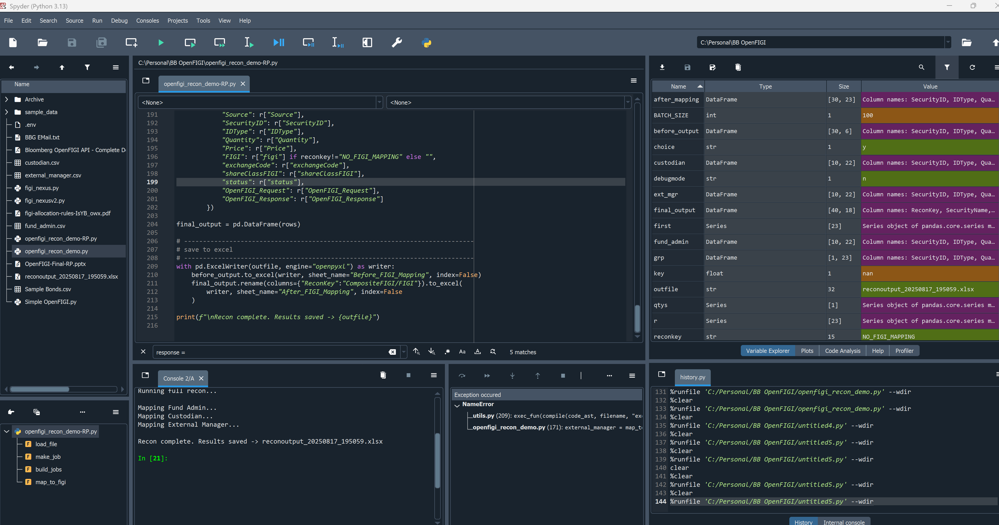 Spyder (Python 3.13)
File Edit Search Source Run Debug Consoles Projects Tools View Help
C:\Personal\BB OpenFIGI
Name
Archive
sample_data
.env
BBG EMail.txt
Bloomberg OpenFIGI API - Complete D
custodian.csv
external_manager.csv
figi_nexus.py
figi_nexusv2.py
figi-allocation-rules-IsYB_owx.pdf
fund_admin.csv
openfigi_recon_demo-RP.py
openfigi_recon_demo.py
OpenFIGI-Final-RP.pptx
reconoutput_20250817_195059.xlsx
Sample Bonds.csv
Simple OpenFIGI.py
openfigi_recon_demo-RP.py
load_file
make_job
build_jobs
map_to_figi
C:\Personal\BB OpenFIGI\openfigi_recon_demo-RP.py
openfigi_recon_demo-RP.py
<None> <None>
191 "Source": r["Source"],
192 "SecurityID": r["SecurityID"],
193 "IDType": r["IDType"],
194 "Quantity": r["Quantity"],
195 "Price": r["Price"],
196 "FIGI": r["figi"] if reconkey!="NO_FIGI_MAPPING" else "",
197 "exchangeCode": r["exchangeCode"],
198 "shareClassFIGI": r["shareClassFIGI"],
199 "status": r["status"],
200 "OpenFIGI_Request": r["OpenFIGI_Request"],
201 "OpenFIGI_Response": r["OpenFIGI_Response"]
202 })
203
204 final_output = pd.DataFrame(rows)
205
206 # -----------------------------------------------------------------------------
207 # save to excel
208 # -----------------------------------------------------------------------------
209 with pd.ExcelWriter(outfile, engine="openpyxl") as writer:
210 before_output.to_excel(writer, sheet_name="Before_FIGI_Mapping", index=False)
211 final_output.rename(columns={"ReconKey":"CompositeFIGI/FIGI"}).to_excel(
212 writer, sheet_name="After_FIGI_Mapping", index=False
213 )
214
215 print(f"\nRecon complete. Results saved -> {outfile}")
216
response = Aa 5 matches
Console 2/A
Running full recon...
Mapping Fund Admin...
Mapping Custodian...
Mapping External Manager...
Recon complete. Results saved -> reconoutput_20250817_195059.xlsx
In [21]:
Exception occured
NameError
utils.py (209): exec_fun(compile(code_ast, filename, "ex
openfigi_recon_demo.py (171): external_manager = map_t
Name Type Size Value
after_mapping DataFrame [30, 23] Column names: SecurityID, IDType, Qua...
BATCH_SIZE int 1 100
before_output DataFrame [30, 6] Column names: SecurityID, IDType, Qua...
choice str 1 y
custodian DataFrame [10, 22] Column names: SecurityID, IDType, Qua...
debugmode str 1 n
ext_mgr DataFrame [10, 22] Column names: SecurityID, IDType, Qua...
final_output DataFrame [40, 18] Column names: ReconKey, SecurityName,...
first Series [23] Series object of pandas.core.series m...
fund_admin DataFrame [10, 22] Column names: SecurityID, IDType, Qua...
grp DataFrame [1, 23] Column names: SecurityID, IDType, Qua...
key float 1 nan
outfile str 32 reconoutput_20250817_195059.xlsx
qtys Series [1] Series object of pandas.core.series m...
r Series [23] Series object of pandas.core.series m...
reconkey str 15 NO_FIGI_MAPPING
Variable Explorer Plots Code Analysis Help Profiler
history.py
131 %runfile 'C:/Personal/BB OpenFIGI/openfigi_recon_demo.py' --wdir
132 %clear
133 %runfile 'C:/Personal/BB OpenFIGI/openfigi_recon_demo.py' --wdir
134 %clear
135 %runfile 'C:/Personal/BB OpenFIGI/untitled4.py' --wdir
136 %clear
137 %runfile 'C:/Personal/BB OpenFIGI/untitled5.py' --wdir
138 %clear
139 %runfile 'C:/Personal/BB OpenFIGI/untitled5.py' --wdir
140 clear
141 %clear
142 %runfile 'C:/Personal/BB OpenFIGI/untitled5.py' --wdir
143 %clear
144 %runfile 'C:/Personal/BB OpenFIGI/untitled5.py' --wdir
History Internal console